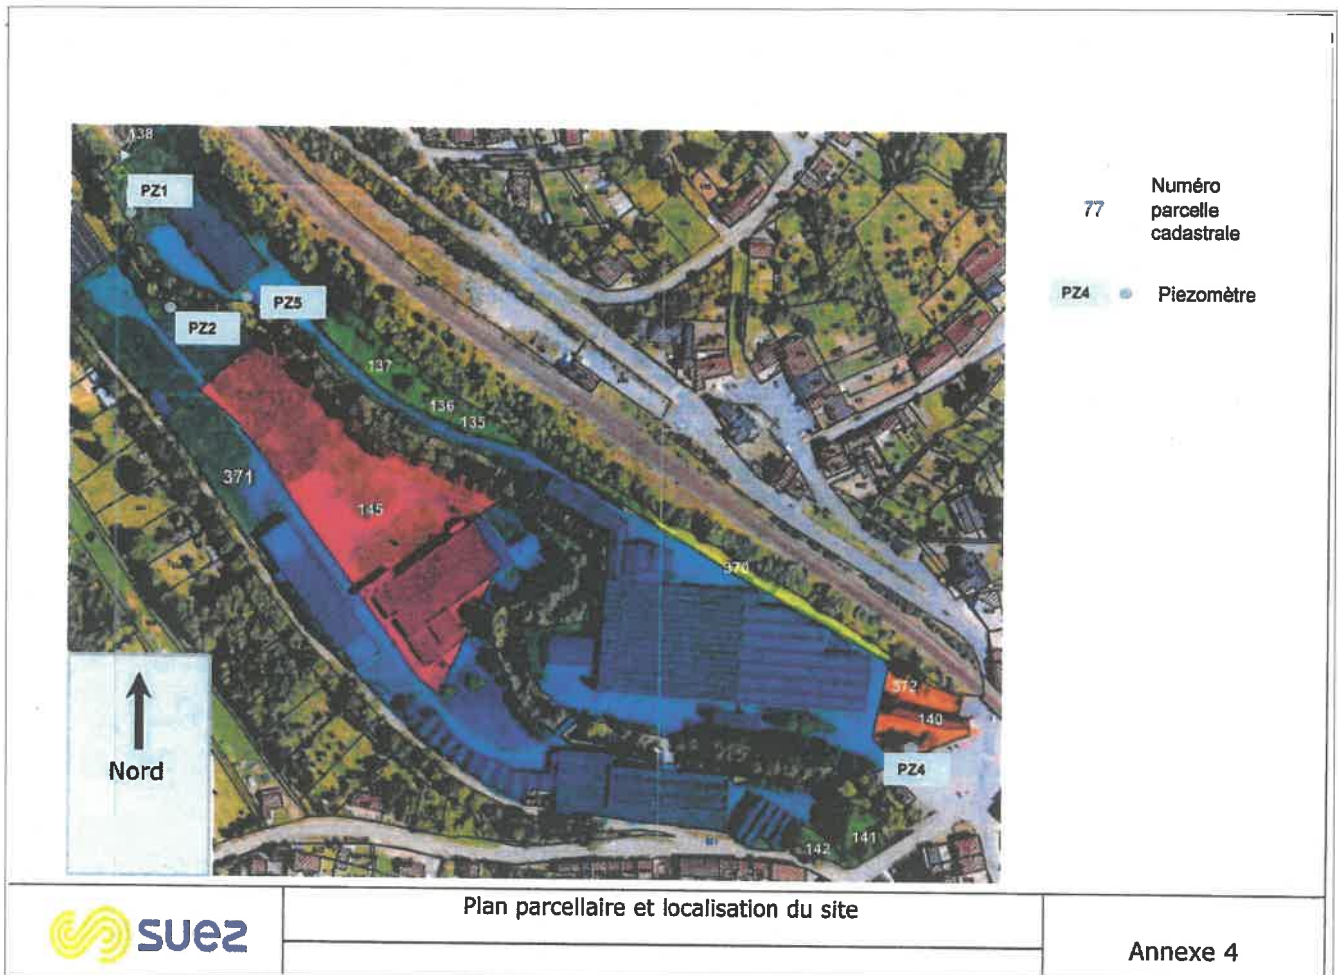 138
PZ1
PZ5
PZ2
137
136
135
371
145
370
372
140
PZ4
141
142
Nord
77
Numéro
parcelle
cadastrale
PZ4
Piezomètre
suez
Plan parcellaire et localisation du site
Annexe 4